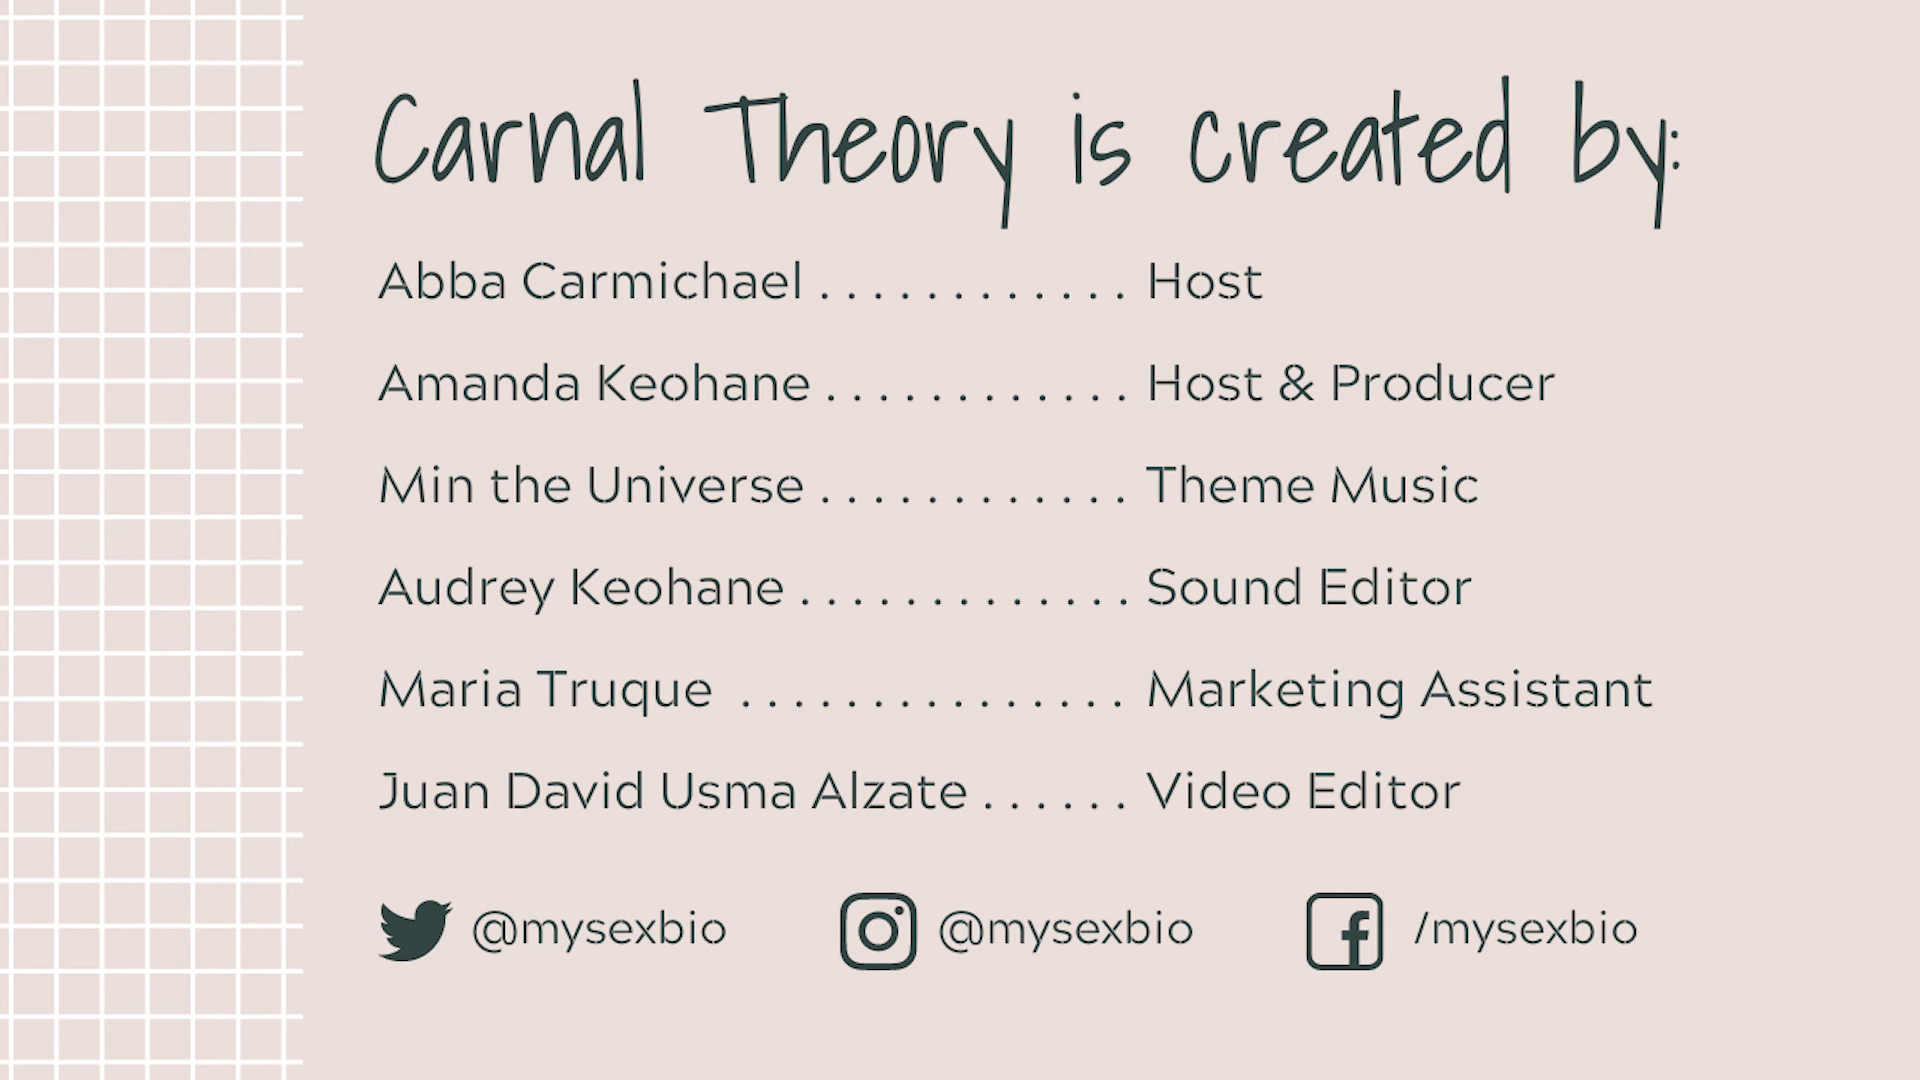 Carnal Theory is created by:
Abba Carmichael . . . . . . . . . . . . Host
Amanda Keohane . . . . . . . . . . . . Host & Producer
Min the Universe . . . . . . . . . . . . Theme Music
Audrey Keohane . . . . . . . . . . . . . Sound Editor
Maria Truque . . . . . . . . . . . . . . . Marketing Assistant
Juan David Usma Alzate . . . . . . Video Editor
@mysexbio @mysexbio /mysexbio